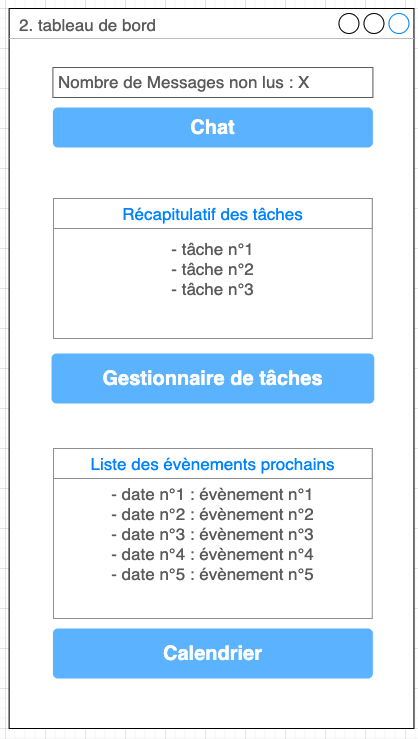 2. tableau de bord
Nombre de Messages non lus : X
Chat
Récapitulatif des tâches
- tâche n°1
- tâche n°2
- tâche n°3
Gestionnaire de tâches
Liste des évènements prochains
- date n°1 : évènement n°1
- date n°2 : évènement n°2
- date n°3 : évènement n°3
- date n°4 : évènement n°4
- date n°5 : évènement n°5
Calendrier